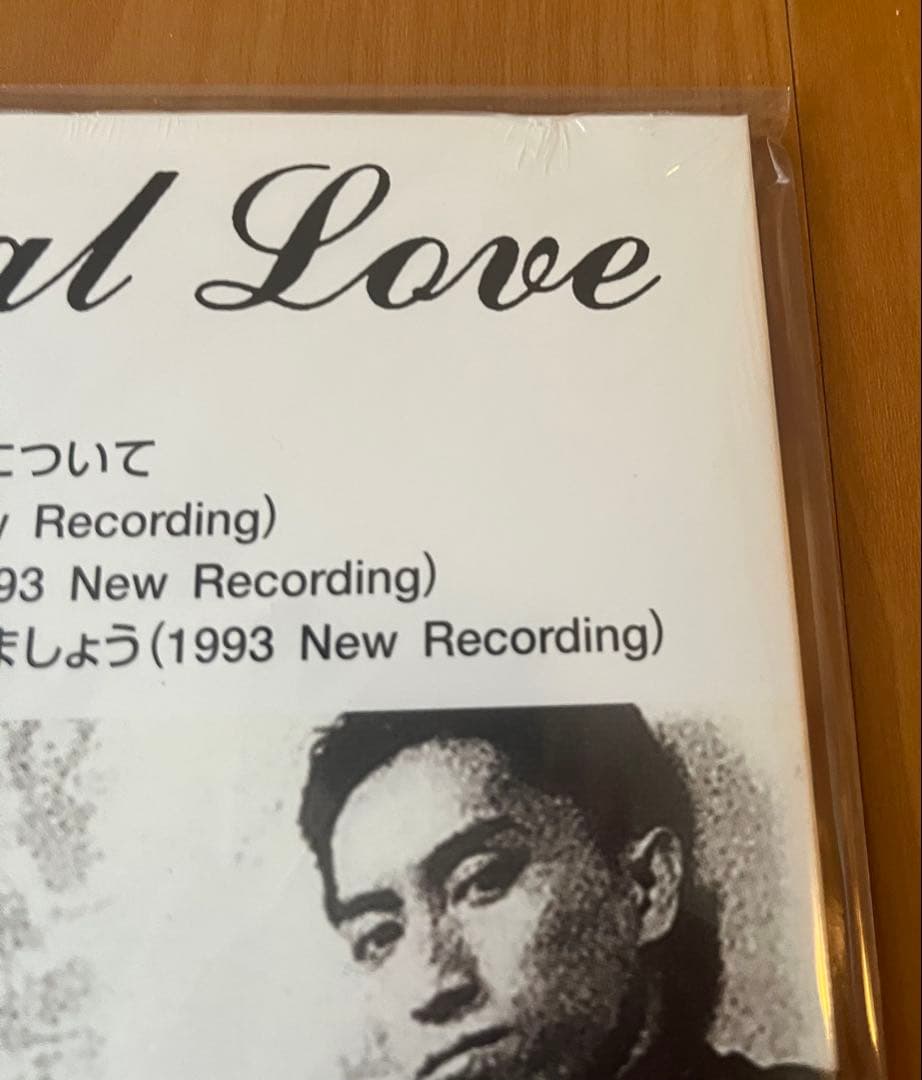 al Love
について
Recording)
93 New Recording)
ましょう(1993 New Recording)